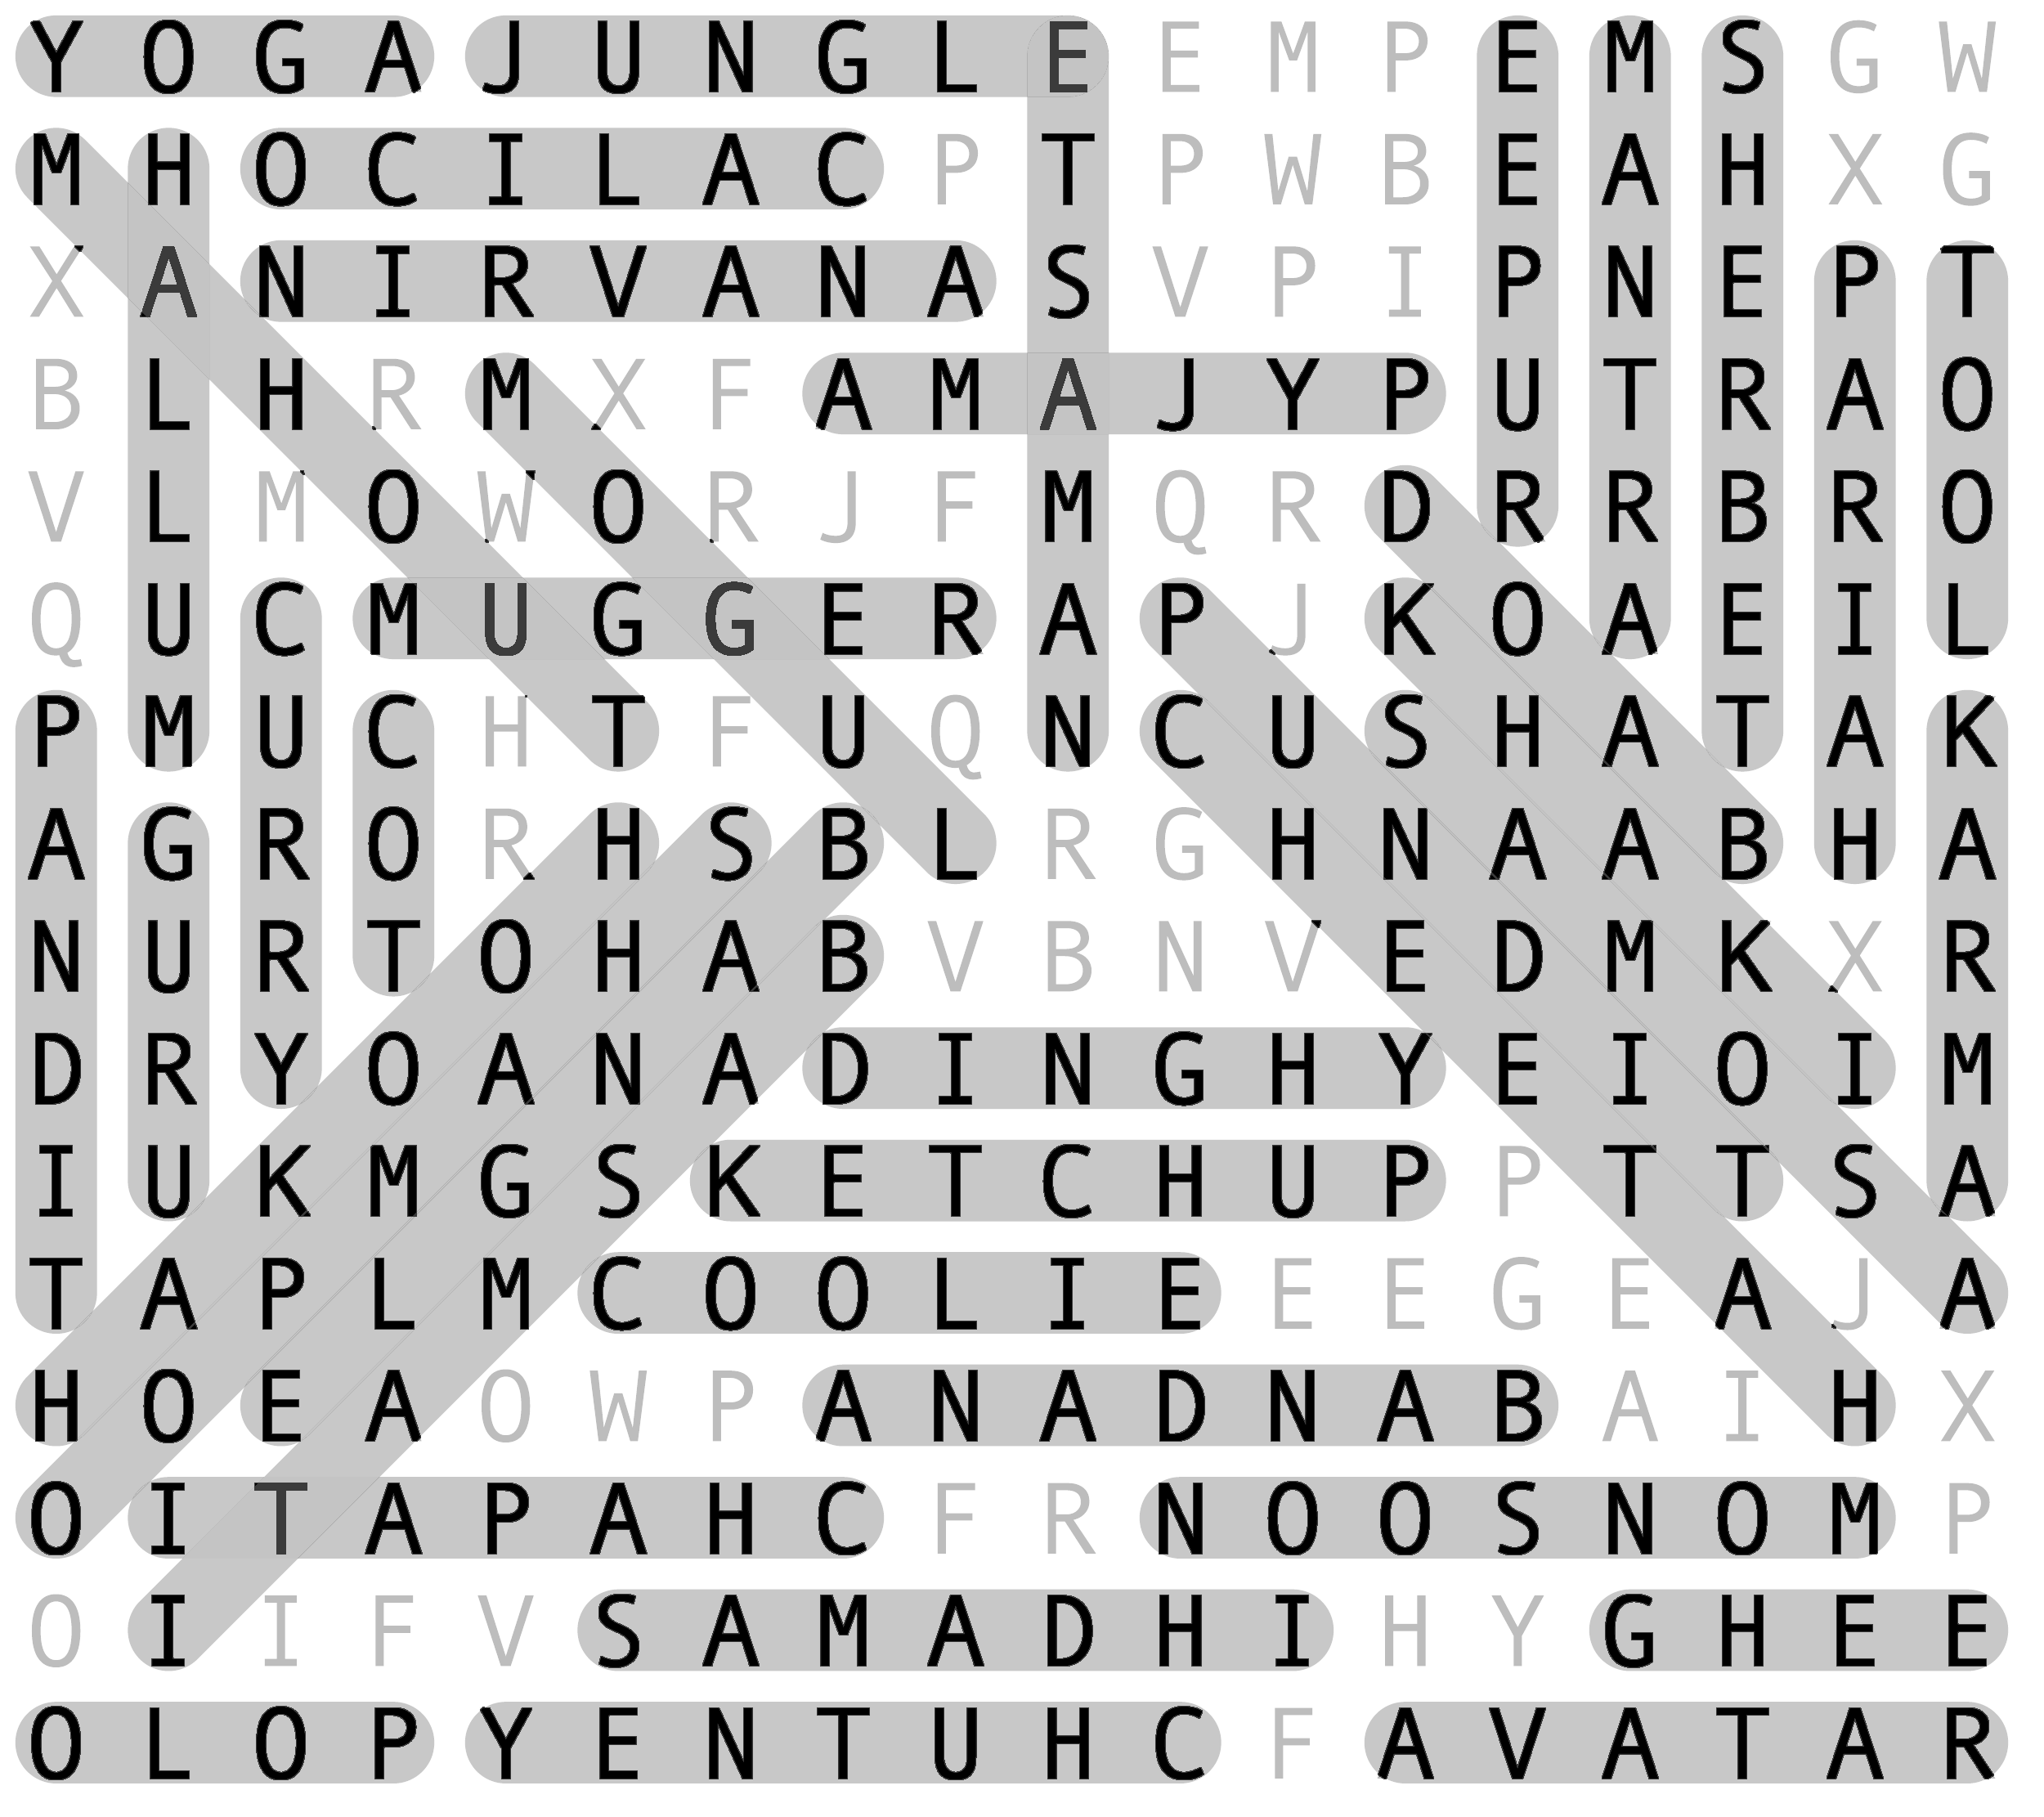 Y O G A J U N G L E E M P E M S G W
M H O C I L A C P T P W B E A H X G
X A N I R V A N A S V P I P N E P T
B L H R M X F A M A J Y P U T R A O
V L M O W O R J F M Q R D R R B R O
Q U C M U G G E R A P J K O A E I L
P M U C H T F U Q N C U S H A T A K
A G R O R H S B L R G H N A A B H A
N U R T O H A B V B N V E D M K X R
D R Y O A N A D I N G H Y E I O I M
I U K M G S K E T C H U P P T T S A
T A P L M C O O L I E E E G E A J A
H O E A O W P A N A D N A B A I H X
O I T A P A H C F R N O O S N O M P
O I I F V S A M A D H I H Y G H E E
O L O P Y E N T U H C F A V A T A R